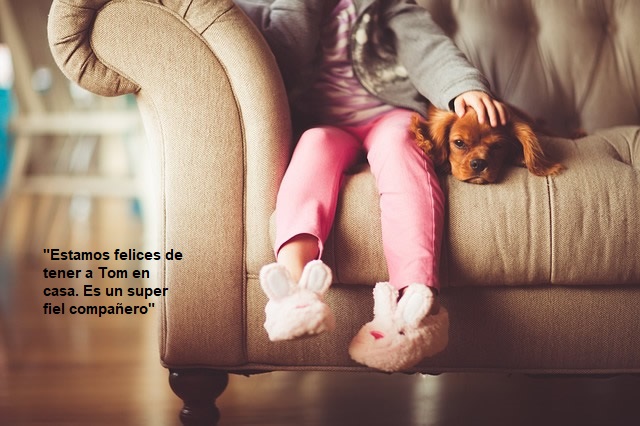 "Estamos felices de
tener a Tom en
casa. Es un super
fiel compañero"